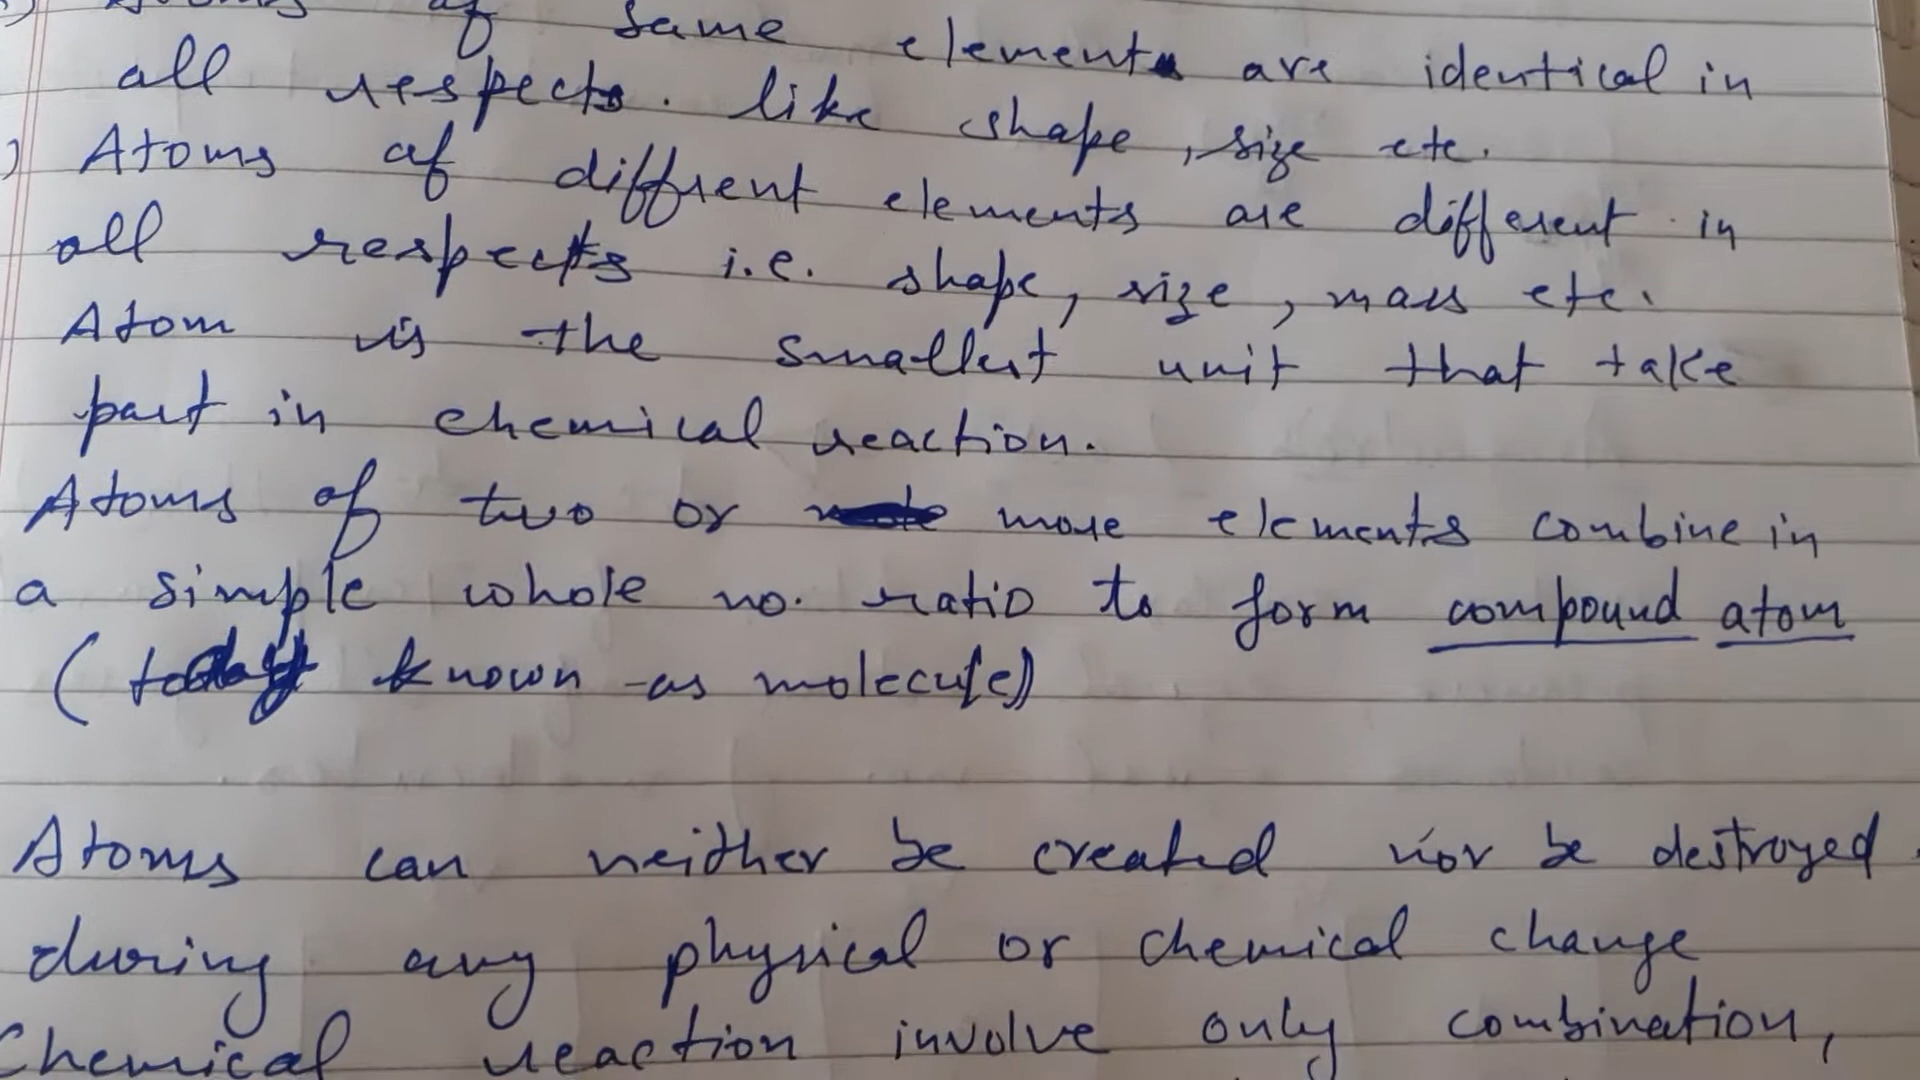 Atoms of same element are identical in
all respects. like shape, size etc.
) Atoms of diffrent elements are different in
all respects i.e. shape, size, mass etc.
Atom is the smallest unit that take
part in chemical reaction.
Atoms of two or more elements combine in
a simple whole no. ratio to form compound atom
(today known as molecule)
Atoms can neither be created nor be destroyed.
during any physical or chemical change
Chemical reaction involve only combination,